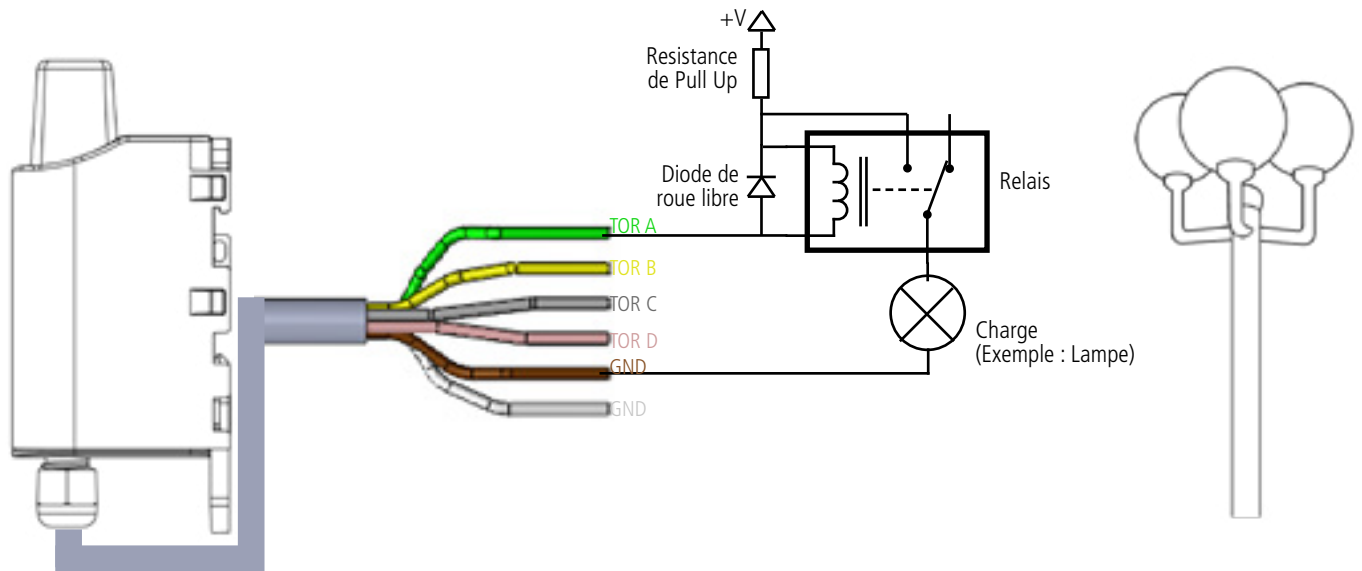 +V
Resistance
de Pull Up
Diode de
roue libre
Relais
TOR A
TOR B
TOR C
TOR D
GND
GND
Charge
(Exemple : Lampe)